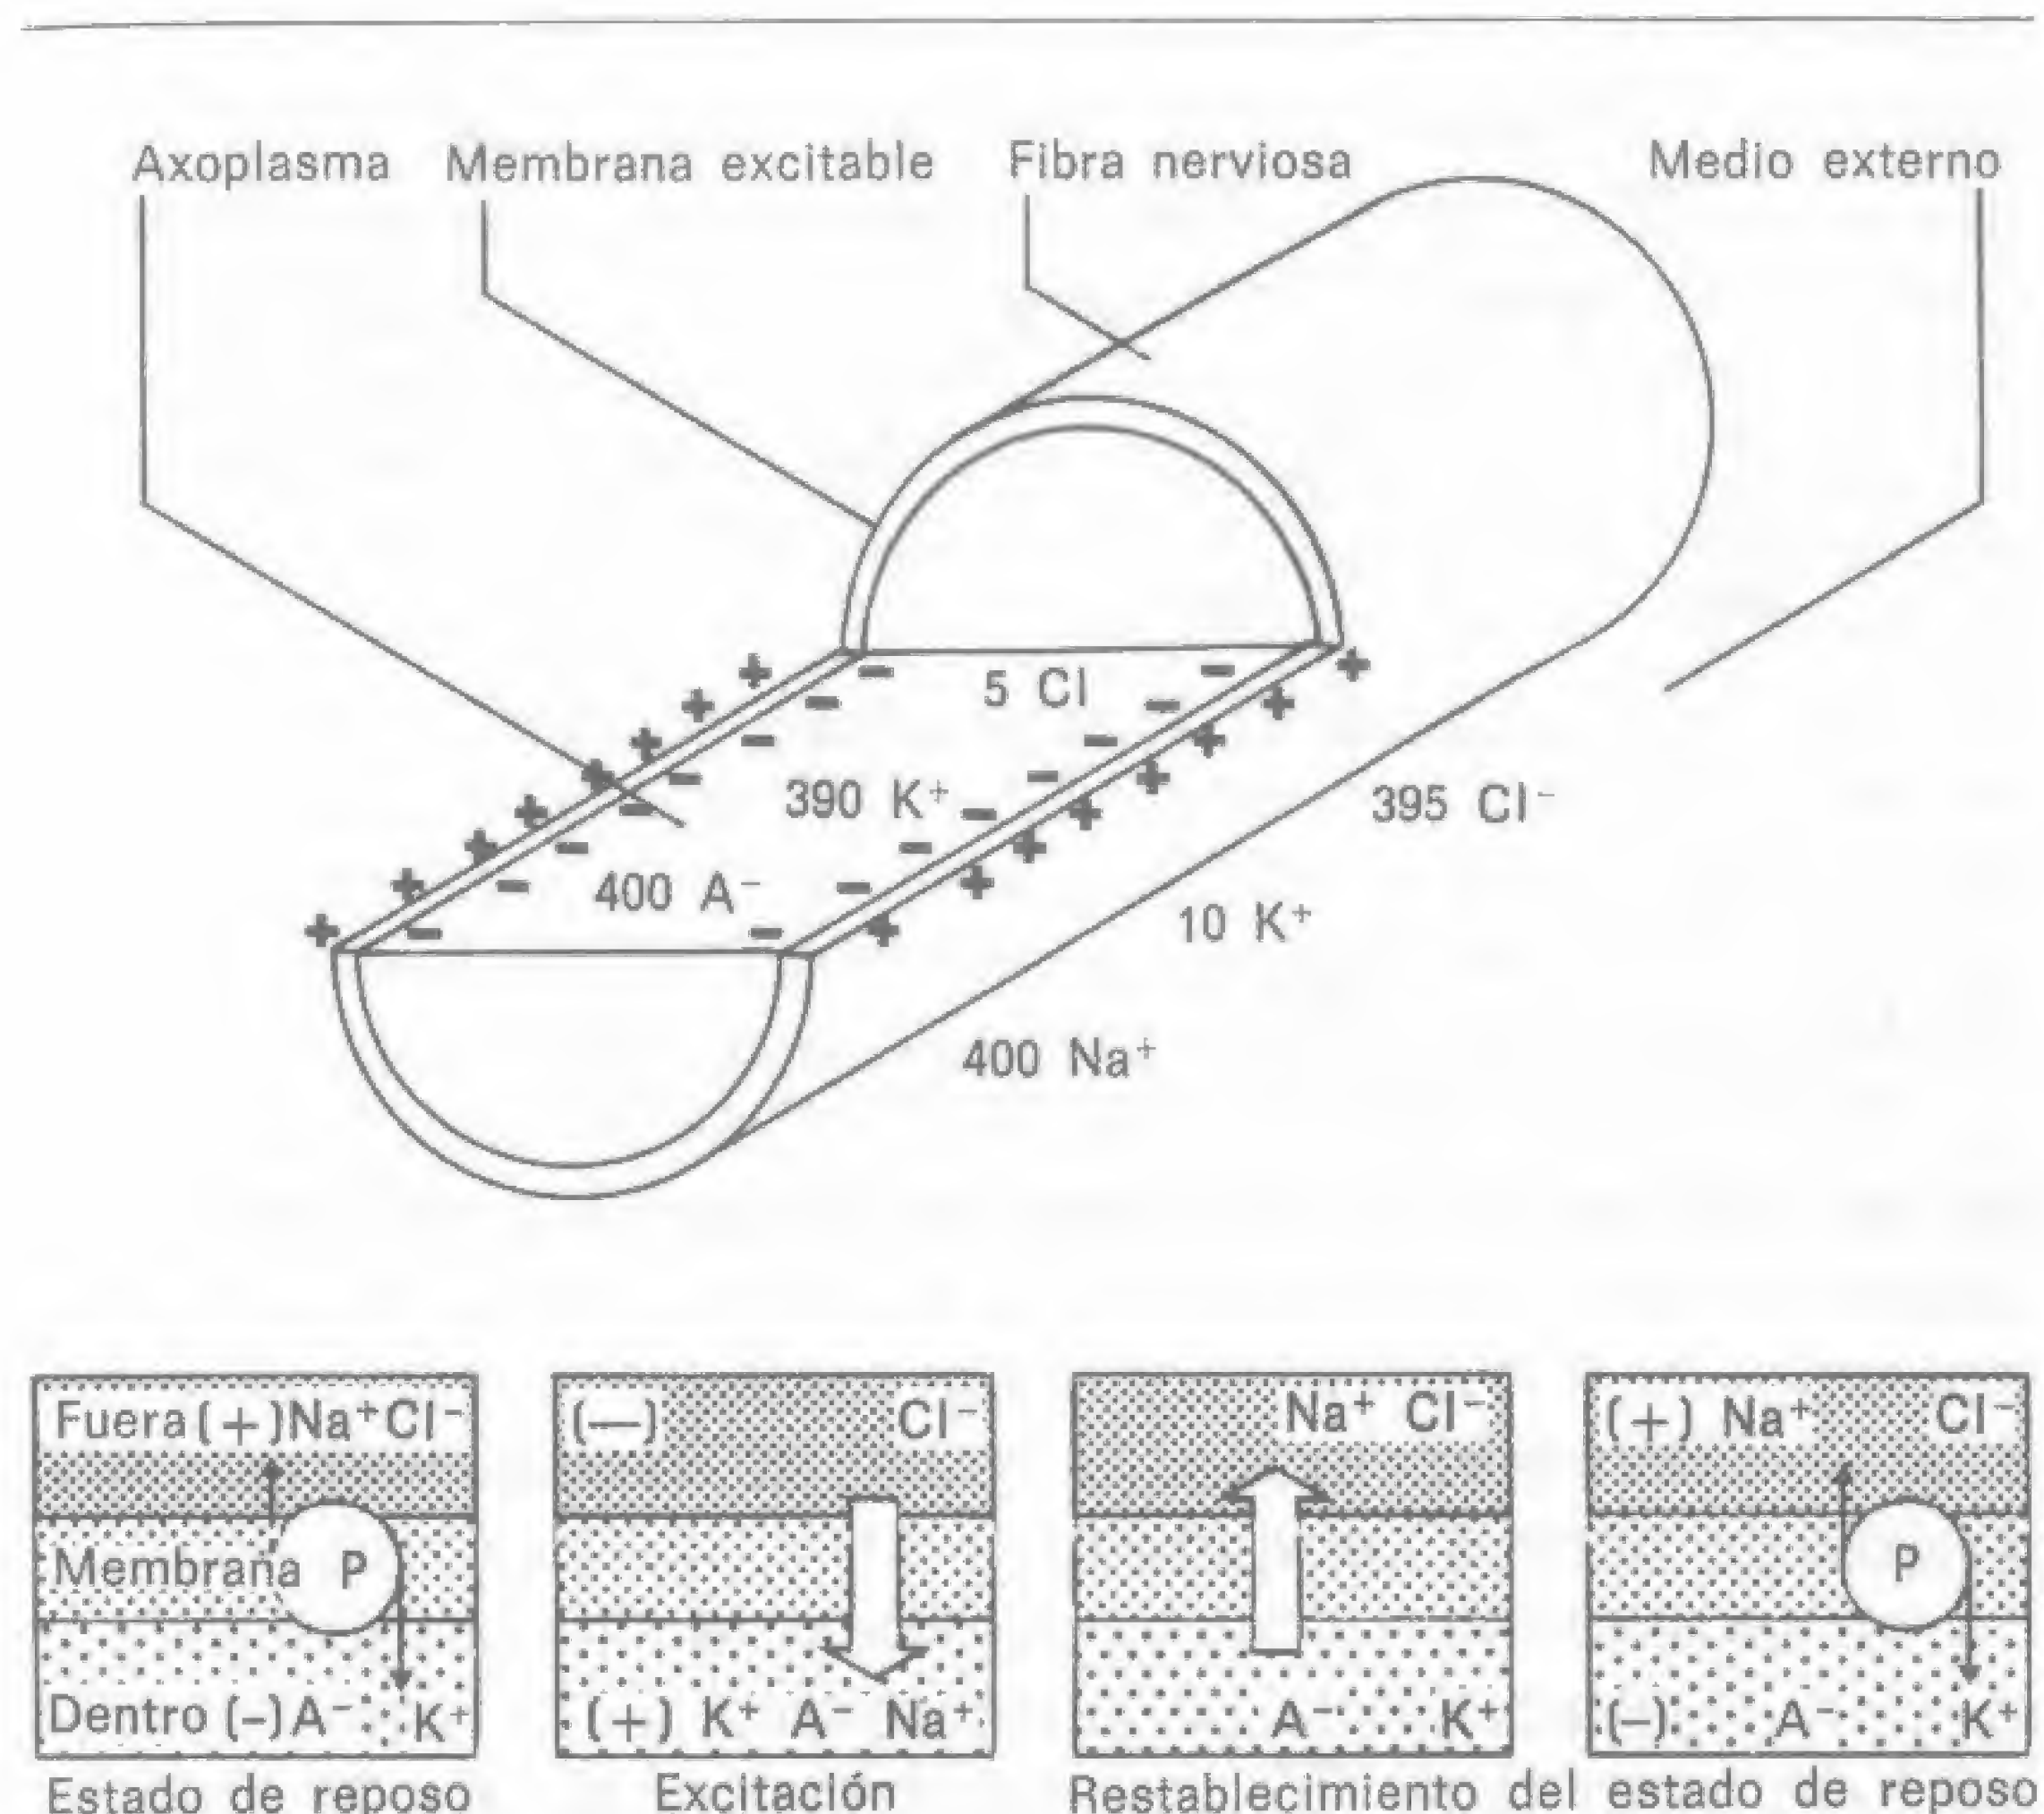 Axoplasma Membrana excitable Fibra nerviosa Medio externo
5 Cl
390 K⁺
395 Cl⁻
400 A⁻
10 K⁺
400 Na⁺
Fuera (+) Na⁺ Cl⁻
Membrana P
Dentro (-) A⁻ K⁺
Estado de reposo
(—) Cl⁻
(+) K⁺ A⁻ Na⁺
Excitación
Na⁺ Cl⁻
A⁻ K⁺
(+) Na⁺ Cl⁻
P
(-) A⁻ K⁺
Restablecimiento del estado de reposo